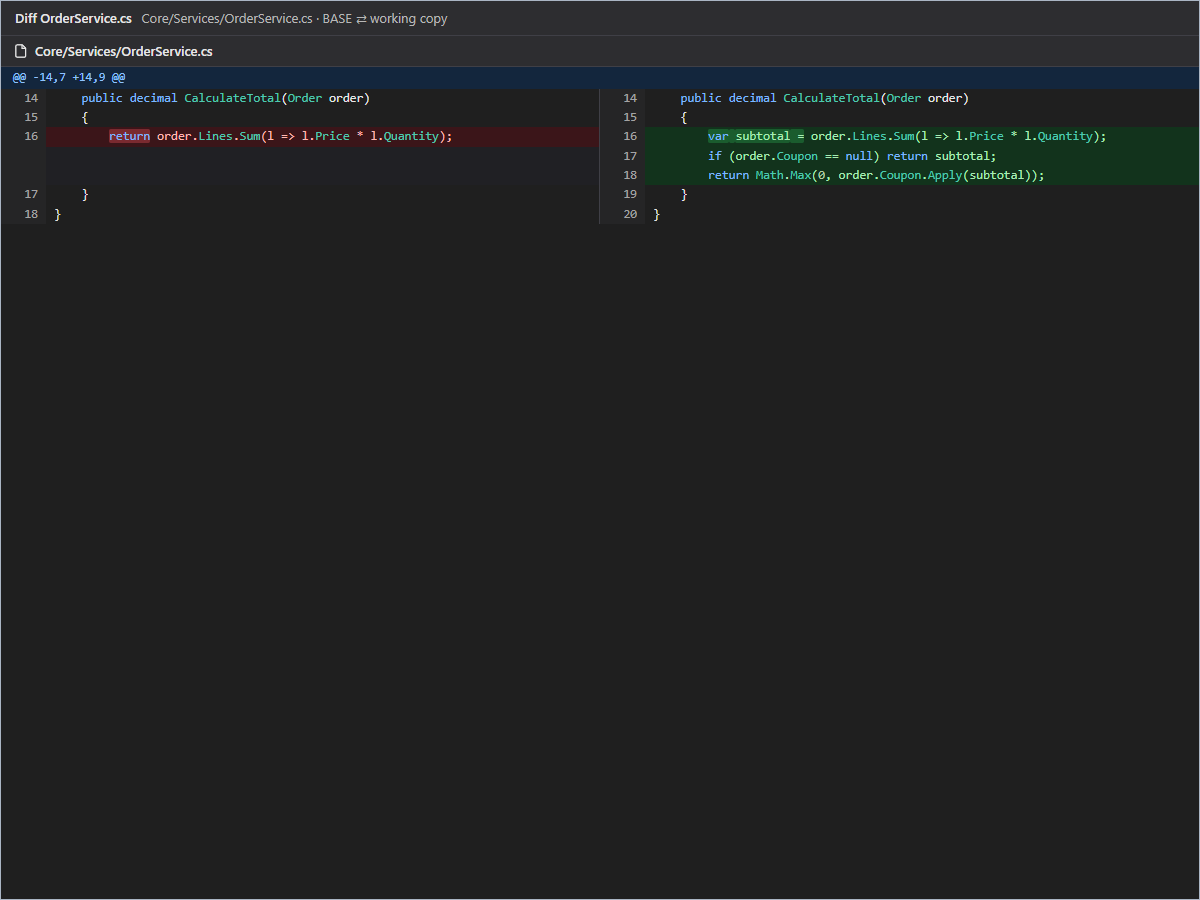 Diff OrderService.cs Core/Services/OrderService.cs · BASE ⇄ working copy
Core/Services/OrderService.cs
@@ -14,7 +14,9 @@
14 public decimal CalculateTotal(Order order)
15 {
16 return order.Lines.Sum(l => l.Price * l.Quantity);
17 }
18 }
14 public decimal CalculateTotal(Order order)
15 {
16 var subtotal = order.Lines.Sum(l => l.Price * l.Quantity);
17 if (order.Coupon == null) return subtotal;
18 return Math.Max(0, order.Coupon.Apply(subtotal));
19 }
20 }